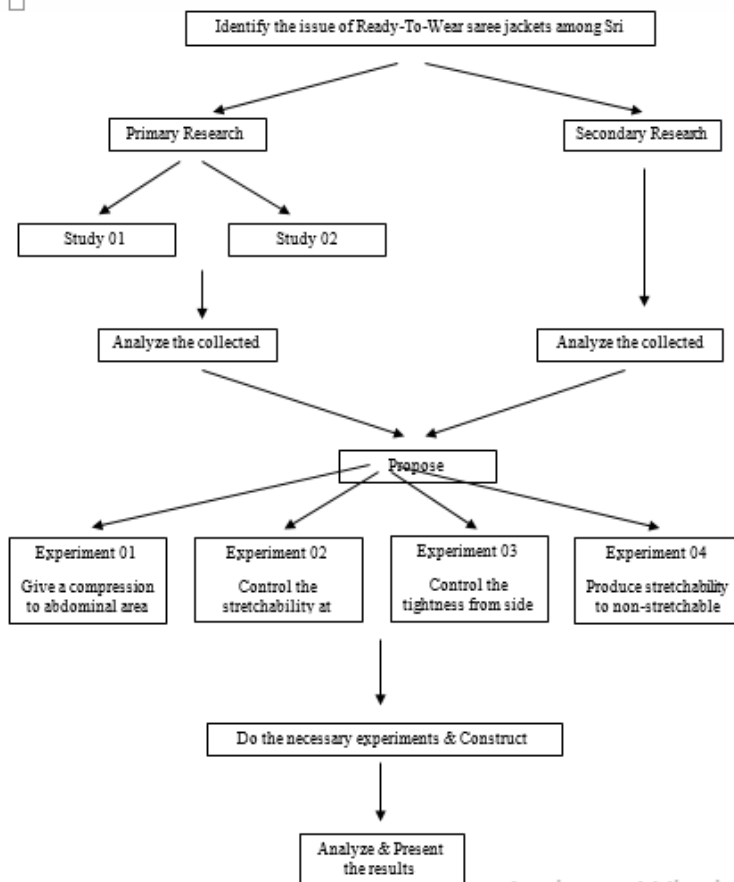 Identify the issue of Ready-To-Wear saree jackets among Sri
Primary Research
Secondary Research
Study 01
Study 02
Analyze the collected
Analyze the collected
Propose
Experiment 01
Give a compression
to abdominal area
Experiment 02
Control the
stretchability at
Experiment 03
Control the
tightness from side
Experiment 04
Produce stretchability
to non-stretchable
Do the necessary experiments & Construct
Analyze & Present
the results